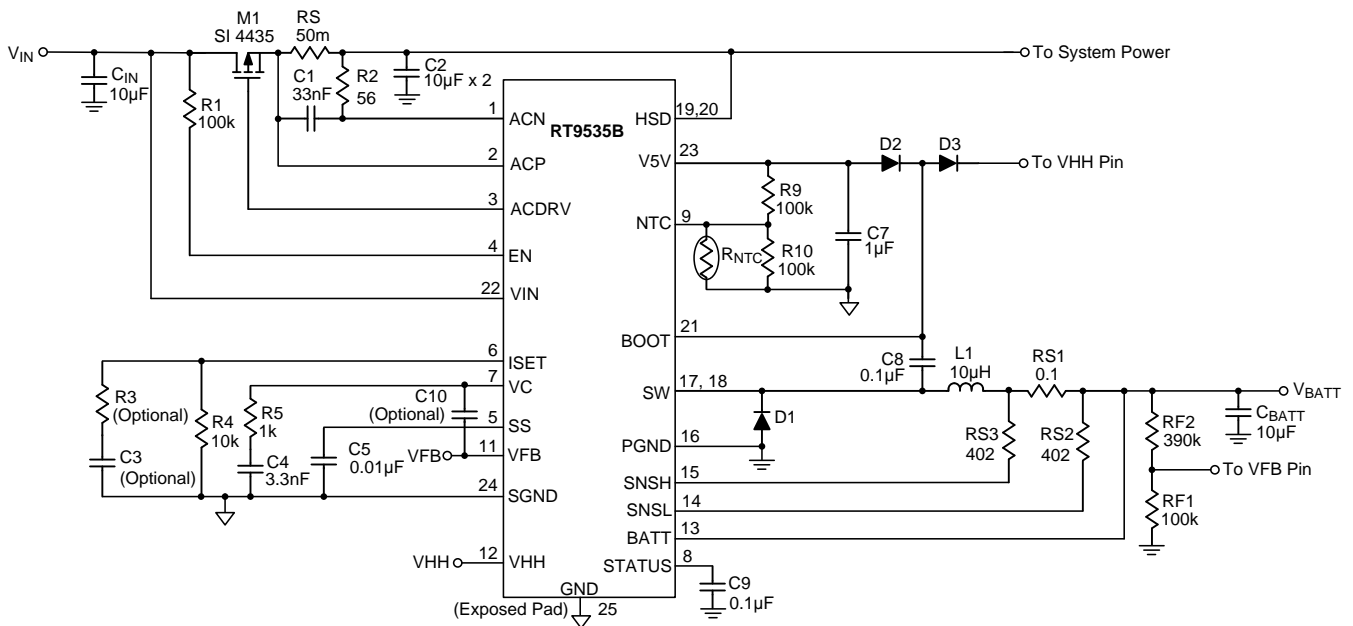 M1
SI 4435
RS
50m
VIN
To System Power
CIN
10µF
R1
100k
C1
33nF
R2
56
C2
10µF x 2
RT9535B
1
ACN
2
ACP
3
ACDRV
4
EN
22
VIN
6
ISET
7
VC
5
SS
11
VFB
24
SGND
12
VHH
VHH
VFB
R3
(Optional)
C3
(Optional)
R4
10k
R5
1k
C4
3.3nF
C5
0.01µF
C10
(Optional)
GND
(Exposed Pad)
25
HSD
19,20
V5V
23
NTC
9
BOOT
21
SW
17, 18
PGND
16
SNSH
15
SNSL
14
BATT
13
STATUS
8
D2
D3
To VHH Pin
R9
100k
R10
100k
RNTC
C7
1µF
C8
0.1µF
L1
10µH
RS1
0.1
VBATT
D1
RS3
402
RS2
402
RF2
390k
CBATT
10µF
To VFB Pin
RF1
100k
C9
0.1µF